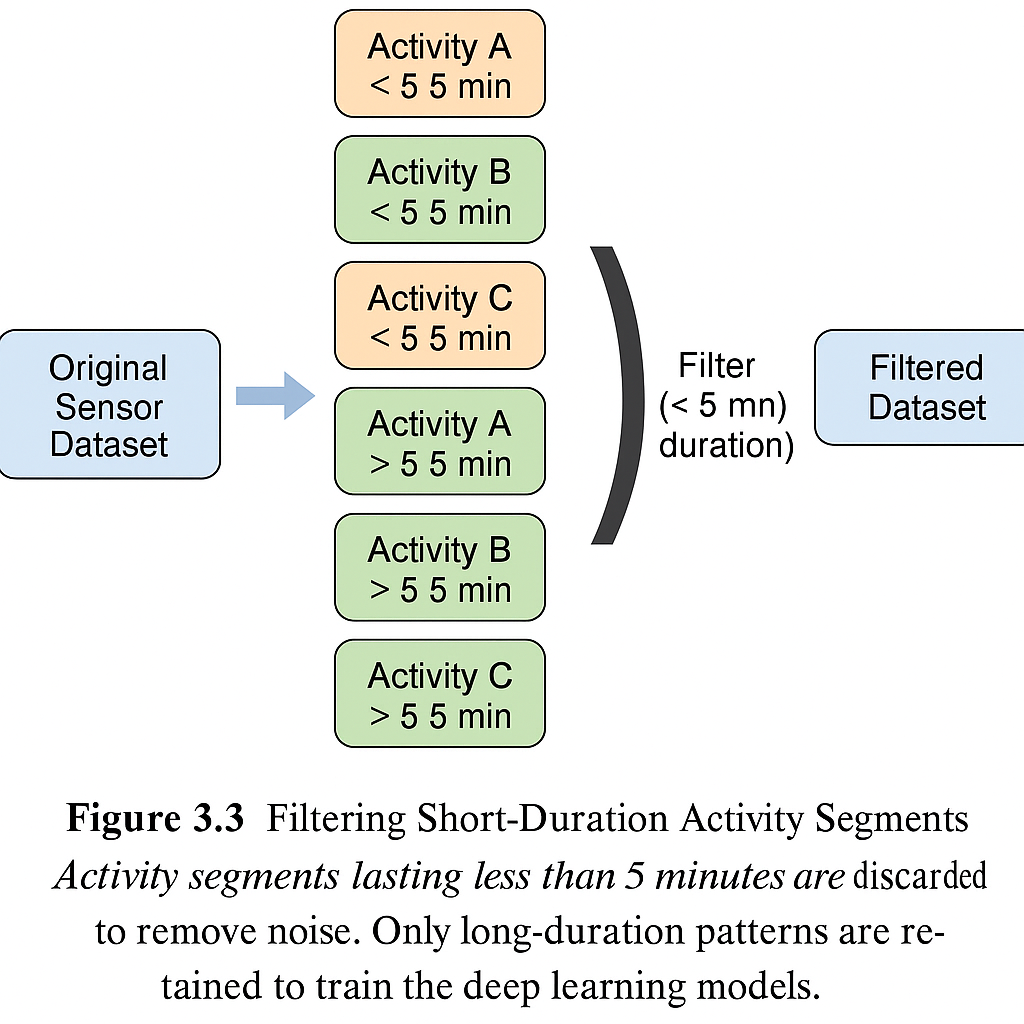 Activity A
< 5 5 min
Activity B
< 5 5 min
Activity C
< 5 5 min
Original
Sensor
Dataset
Activity A
> 5 5 min
Activity B
> 5 5 min
Activity C
> 5 5 min
Filter
(< 5 mn)
duration)
Filtered
Dataset
Figure 3.3 Filtering Short-Duration Activity Segments
Activity segments lasting less than 5 minutes are discarded
to remove noise. Only long-duration patterns are re-
tained to train the deep learning models.